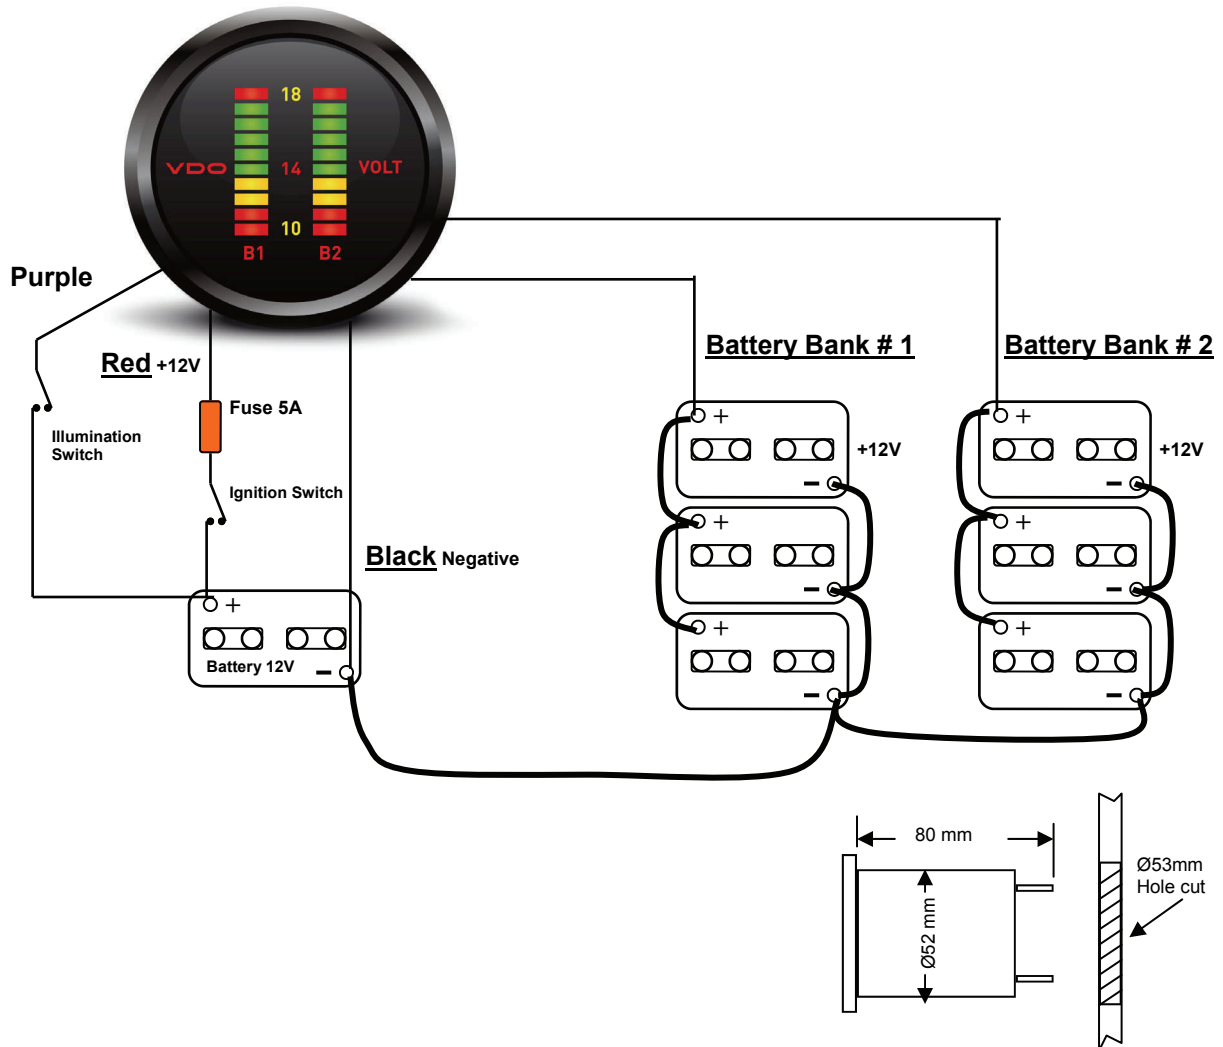 18
VDO 14 VOLT
10
B1 B2
Purple
Red +12V
Fuse 5A
Illumination
Switch
Ignition Switch
Black Negative
+
Battery 12V
−
Battery Bank # 1
+
+12V
−
+
−
+
−
Battery Bank # 2
+
+12V
−
+
−
+
−
80 mm
Ø52 mm
Ø53mm
Hole cut